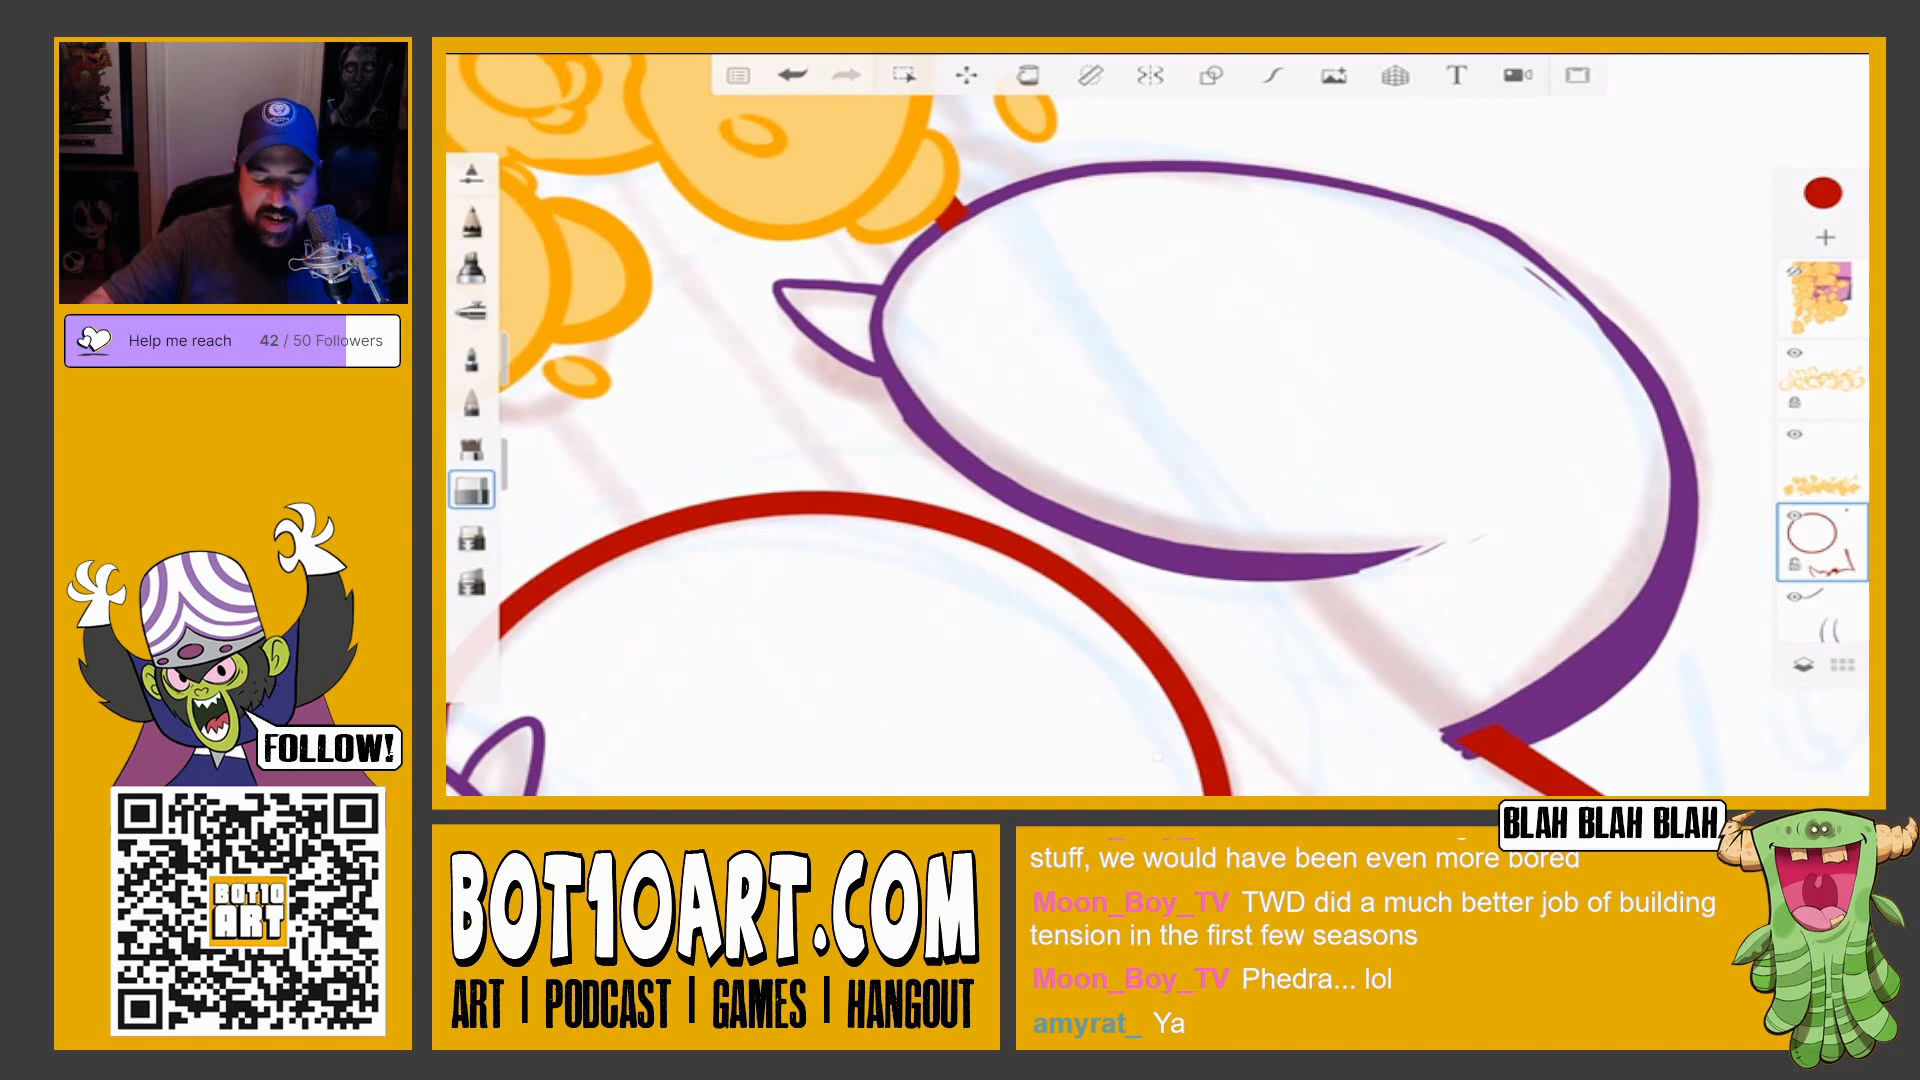 Help me reach 42 / 50 Followers
FOLLOW!
BOT10
ART
BOT10ART.COM
ART | PODCAST | GAMES | HANGOUT
BLAH BLAH BLAH
stuff, we would have been even more bored
Moon_Boy_TV TWD did a much better job of building
tension in the first few seasons
Moon_Boy_TV Phedra... lol
amyrat_ Ya
T